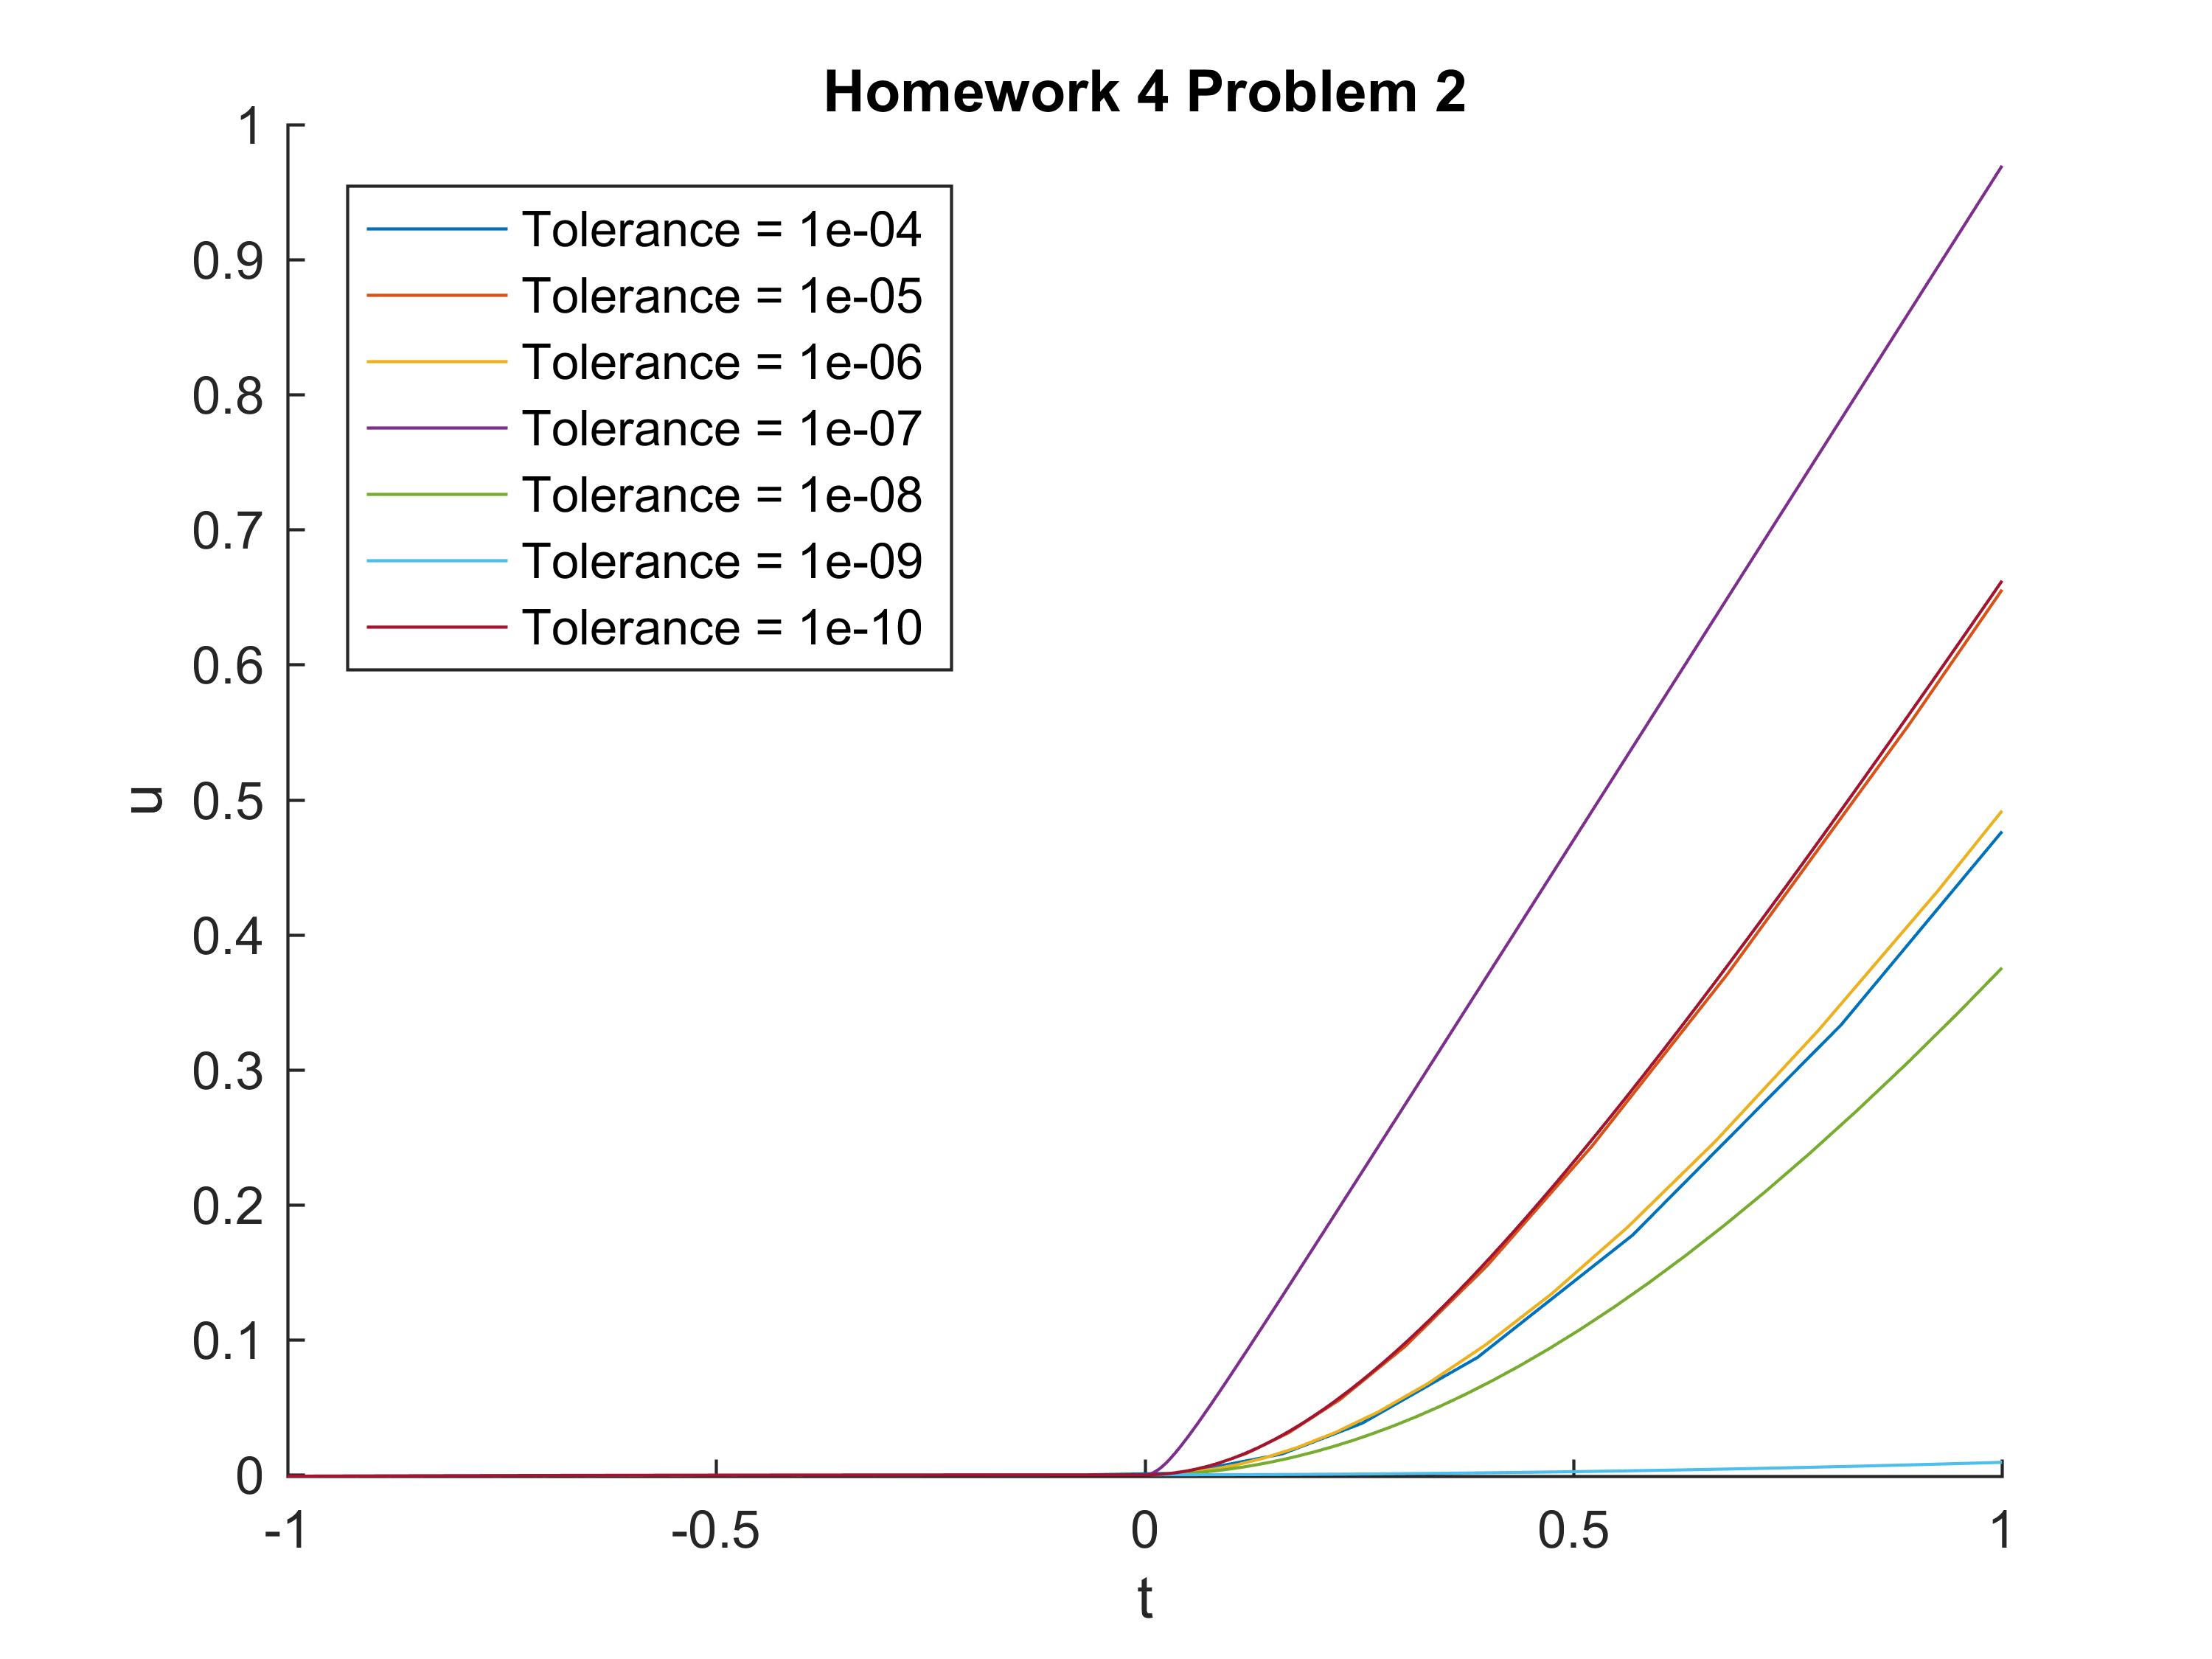 Homework 4 Problem 2
1
0.9
0.8
0.7
0.6
0.5
0.4
0.3
0.2
0.1
0
u
Tolerance = 1e-04
Tolerance = 1e-05
Tolerance = 1e-06
Tolerance = 1e-07
Tolerance = 1e-08
Tolerance = 1e-09
Tolerance = 1e-10
-1 -0.5 0 0.5 1
t